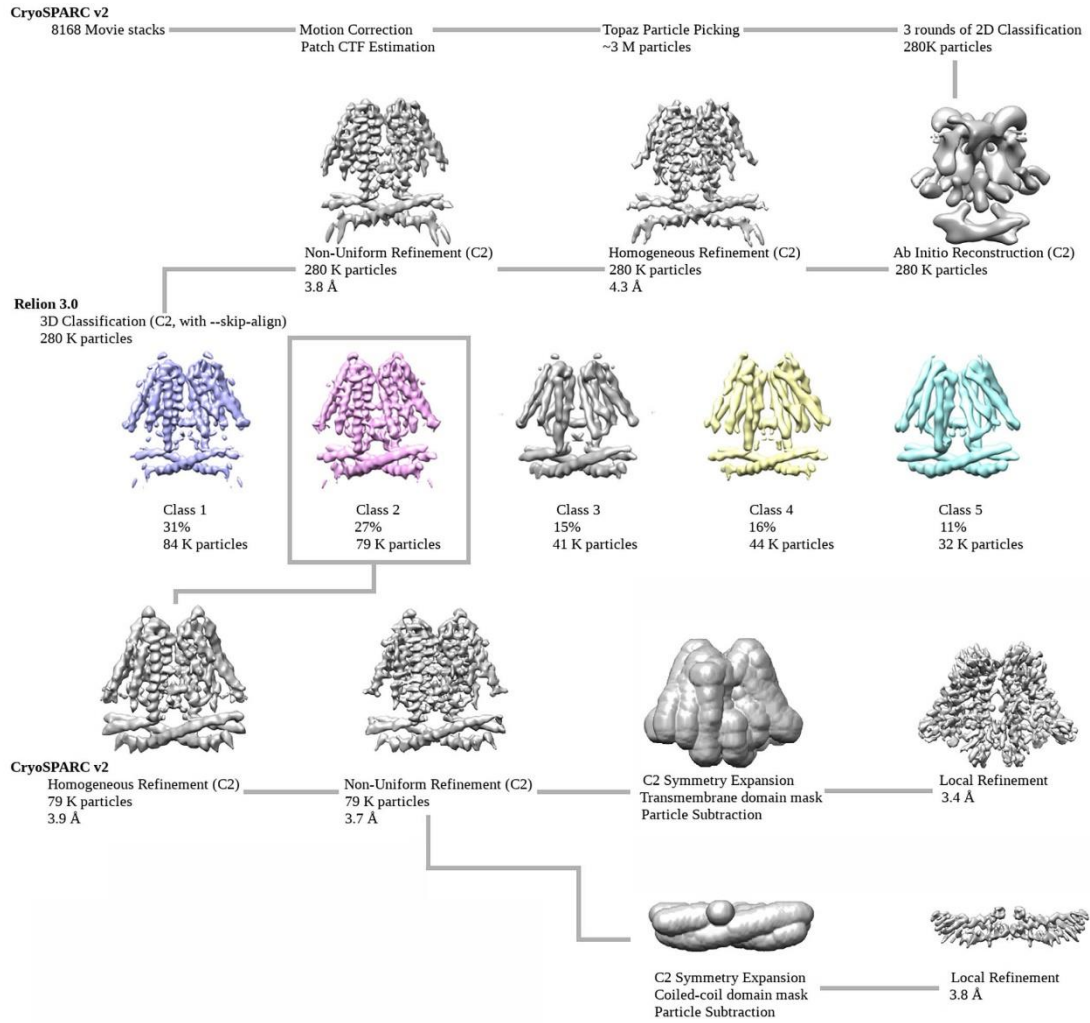 CryoSPARC v2
8168 Movie stacks
Motion Correction
Patch CTF Estimation
Topaz Particle Picking
~3 M particles
3 rounds of 2D Classification
280K particles
Non-Uniform Refinement (C2)
280 K particles
3.8 Å
Homogeneous Refinement (C2)
280 K particles
4.3 Å
Ab Initio Reconstruction (C2)
280 K particles
Relion 3.0
3D Classification (C2, with --skip-align)
280 K particles
Class 1
31%
84 K particles
Class 2
27%
79 K particles
Class 3
15%
41 K particles
Class 4
16%
44 K particles
Class 5
11%
32 K particles
CryoSPARC v2
Homogeneous Refinement (C2)
79 K particles
3.9 Å
Non-Uniform Refinement (C2)
79 K particles
3.7 Å
C2 Symmetry Expansion
Transmembrane domain mask
Particle Subtraction
Local Refinement
3.4 Å
C2 Symmetry Expansion
Coiled-coil domain mask
Particle Subtraction
Local Refinement
3.8 Å